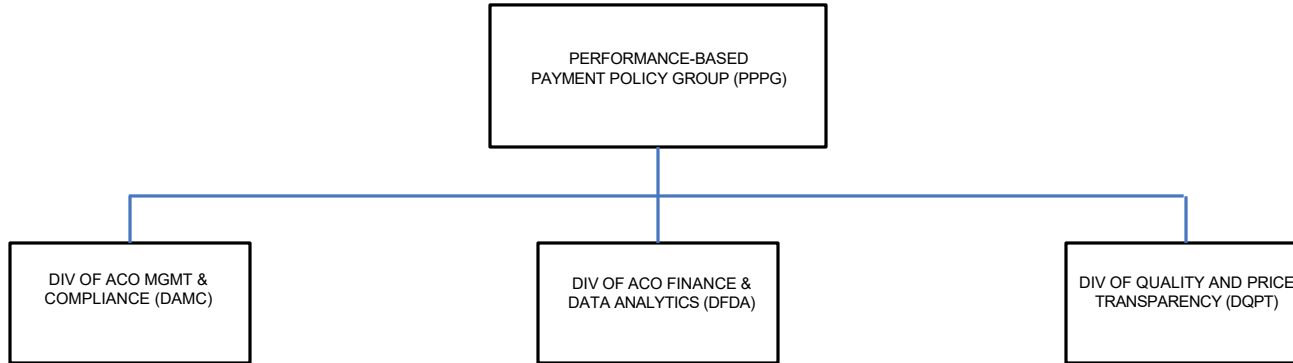 PERFORMANCE-BASED
PAYMENT POLICY GROUP (PPPG)
DIV OF ACO MGMT &
COMPLIANCE (DAMC)
DIV OF ACO FINANCE &
DATA ANALYTICS (DFDA)
DIV OF QUALITY AND PRICE
TRANSPARENCY (DQPT)